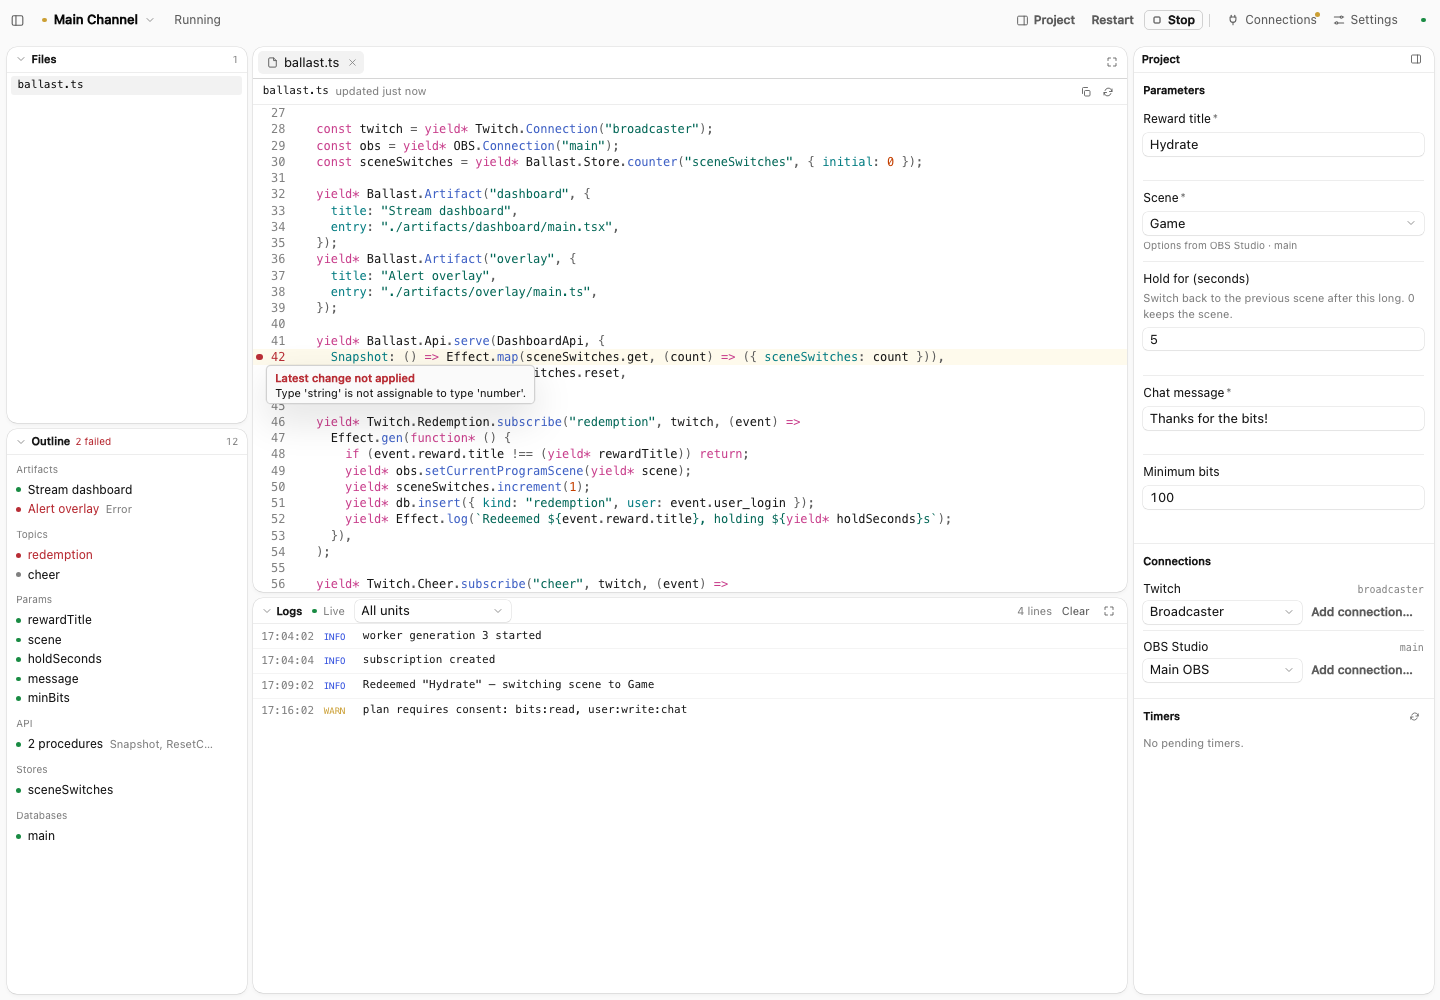 Main Channel
Running
Project
Restart
Stop
Connections
Settings
Files
1
ballast.ts
Outline 2 failed
12
Artifacts
Stream dashboard
Alert overlay Error
Topics
redemption
cheer
Params
rewardTitle
scene
holdSeconds
message
minBits
API
2 procedures Snapshot, ResetC...
Stores
sceneSwitches
Databases
main
ballast.ts
ballast.ts updated just now
27
28 const twitch = yield* Twitch.Connection("broadcaster");
29 const obs = yield* OBS.Connection("main");
30 const sceneSwitches = yield* Ballast.Store.counter("sceneSwitches", { initial: 0 });
31
32 yield* Ballast.Artifact("dashboard", {
33 title: "Stream dashboard",
34 entry: "./artifacts/dashboard/main.tsx",
35 });
36 yield* Ballast.Artifact("overlay", {
37 title: "Alert overlay",
38 entry: "./artifacts/overlay/main.ts",
39 });
40
41 yield* Ballast.Api.serve(DashboardApi, {
42 Snapshot: () => Effect.map(sceneSwitches.get, (count) => ({ sceneSwitches: count })),
itches.reset,
Latest change not applied
Type 'string' is not assignable to type 'number'.
45
46 yield* Twitch.Redemption.subscribe("redemption", twitch, (event) =>
47 Effect.gen(function* () {
48 if (event.reward.title !== (yield* rewardTitle)) return;
49 yield* obs.setCurrentProgramScene(yield* scene);
50 yield* sceneSwitches.increment(1);
51 yield* db.insert({ kind: "redemption", user: event.user_login });
52 yield* Effect.log(`Redeemed ${event.reward.title}, holding ${yield* holdSeconds}s`);
53 }),
54 );
55
56 yield* Twitch.Cheer.subscribe("cheer", twitch, (event) =>
Logs
Live
All units
4 lines
Clear
17:04:02 INFO worker generation 3 started
17:04:04 INFO subscription created
17:09:02 INFO Redeemed "Hydrate" — switching scene to Game
17:16:02 WARN plan requires consent: bits:read, user:write:chat
Project
Parameters
Reward title*
Hydrate
Scene*
Game
Options from OBS Studio · main
Hold for (seconds)
Switch back to the previous scene after this long. 0
keeps the scene.
5
Chat message*
Thanks for the bits!
Minimum bits
100
Connections
Twitch broadcaster
Broadcaster
Add connection...
OBS Studio main
Main OBS
Add connection...
Timers
No pending timers.